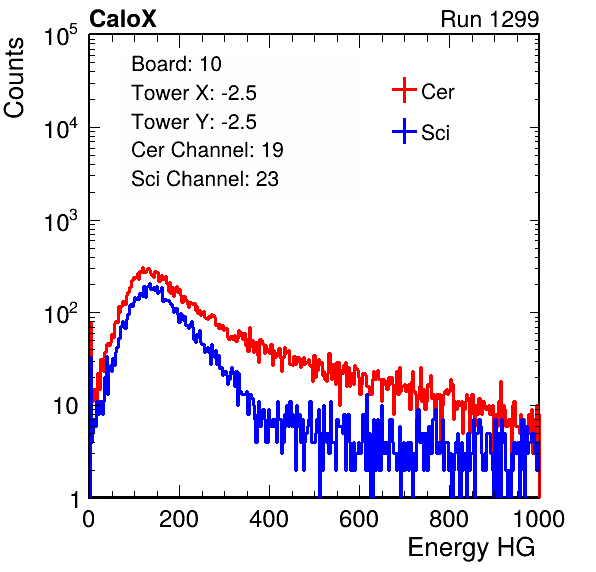 CaloX Run 1299
Counts
Board: 10
Tower X: -2.5
Tower Y: -2.5
Cer Channel: 19
Sci Channel: 23
Cer
Sci
10^5
10^4
10^3
10^2
10
1
0 200 400 600 800 1000
Energy HG